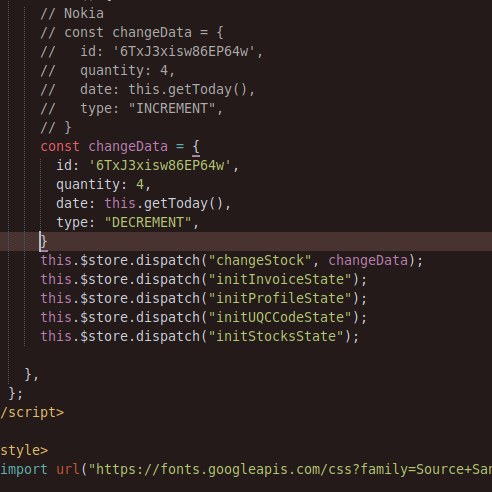 // Nokia
// const changeData = {
//   id: '6TxJ3xisw86EP64w',
//   quantity: 4,
//   date: this.getToday(),
//   type: "INCREMENT",
// }
const changeData = {
  id: '6TxJ3xisw86EP64w',
  quantity: 4,
  date: this.getToday(),
  type: "DECREMENT",
}
this.$store.dispatch("changeStock", changeData);
this.$store.dispatch("initInvoiceState");
this.$store.dispatch("initProfileState");
this.$store.dispatch("initUQCCodeState");
this.$store.dispatch("initStocksState");
},
};
/script>
style>
import url("https://fonts.googleapis.com/css?family=Source+San